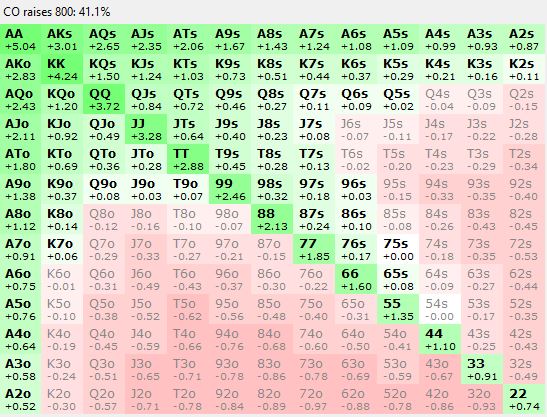 CO raises 800: 41.1%
AA AKs AQs AJs ATs A9s A8s A7s A6s A5s A4s A3s A2s
+5.04 +3.01 +2.65 +2.35 +2.06 +1.67 +1.43 +1.24 +1.08 +1.09 +0.99 +0.93 +0.87
AKo KK KQs KJs KTs K9s K8s K7s K6s K5s K4s K3s K2s
+2.83 +4.24 +1.50 +1.24 +1.03 +0.73 +0.51 +0.44 +0.37 +0.29 +0.21 +0.16 +0.11
AQo KQo QQ QJs QTs Q9s Q8s Q7s Q6s Q5s Q4s Q3s Q2s
+2.43 +1.20 +3.72 +0.84 +0.72 +0.46 +0.27 +0.11 +0.09 +0.02 -0.04 -0.09 -0.15
AJo KJo QJo JJ JTs J9s J8s J7s J6s J5s J4s J3s J2s
+2.11 +0.92 +0.49 +3.28 +0.64 +0.40 +0.23 +0.08 -0.07 -0.11 -0.17 -0.22 -0.28
ATo KTo QTo JTo TT T9s T8s T7s T6s T5s T4s T3s T2s
+1.80 +0.69 +0.36 +0.28 +2.88 +0.45 +0.28 +0.13 -0.02 -0.20 -0.23 -0.29 -0.34
A9o K9o Q9o J9o T9o 99 98s 97s 96s 95s 94s 93s 92s
+1.38 +0.37 +0.08 +0.03 +0.07 +2.46 +0.32 +0.18 +0.03 -0.15 -0.33 -0.35 -0.40
A8o K8o Q8o J8o T8o 98o 88 87s 86s 85s 84s 83s 82s
+1.12 +0.14 -0.12 -0.16 -0.10 -0.07 +2.13 +0.24 +0.10 -0.08 -0.26 -0.43 -0.45
A7o K7o Q7o J7o T7o 97o 87o 77 76s 75s 74s 73s 72s
+0.91 +0.06 -0.29 -0.33 -0.27 -0.21 -0.15 +1.85 +0.17 +0.00 -0.18 -0.35 -0.53
A6o K6o Q6o J6o T6o 96o 86o 76o 66 65s 64s 63s 62s
+0.75 -0.01 -0.31 -0.49 -0.43 -0.37 -0.30 -0.22 +1.60 +0.08 -0.09 -0.27 -0.44
A5o K5o Q5o J5o T5o 95o 85o 75o 65o 55 54s 53s 52s
+0.76 -0.10 -0.38 -0.52 -0.62 -0.56 -0.48 -0.40 -0.31 +1.35 -0.00 -0.17 -0.35
A4o K4o Q4o J4o T4o 94o 84o 74o 64o 54o 44 43s 42s
+0.64 -0.19 -0.45 -0.59 -0.66 -0.76 -0.68 -0.60 -0.50 -0.41 +1.10 -0.25 -0.43
A3o K3o Q3o J3o T3o 93o 83o 73o 63o 53o 43o 33 32s
+0.58 -0.24 -0.51 -0.65 -0.71 -0.78 -0.86 -0.78 -0.69 -0.59 -0.67 +0.91 -0.49
A2o K2o Q2o J2o T2o 92o 82o 72o 62o 52o 42o 32o 22
+0.52 -0.30 -0.57 -0.71 -0.78 -0.84 -0.89 -0.97 -0.88 -0.78 -0.86 -0.93 +0.74